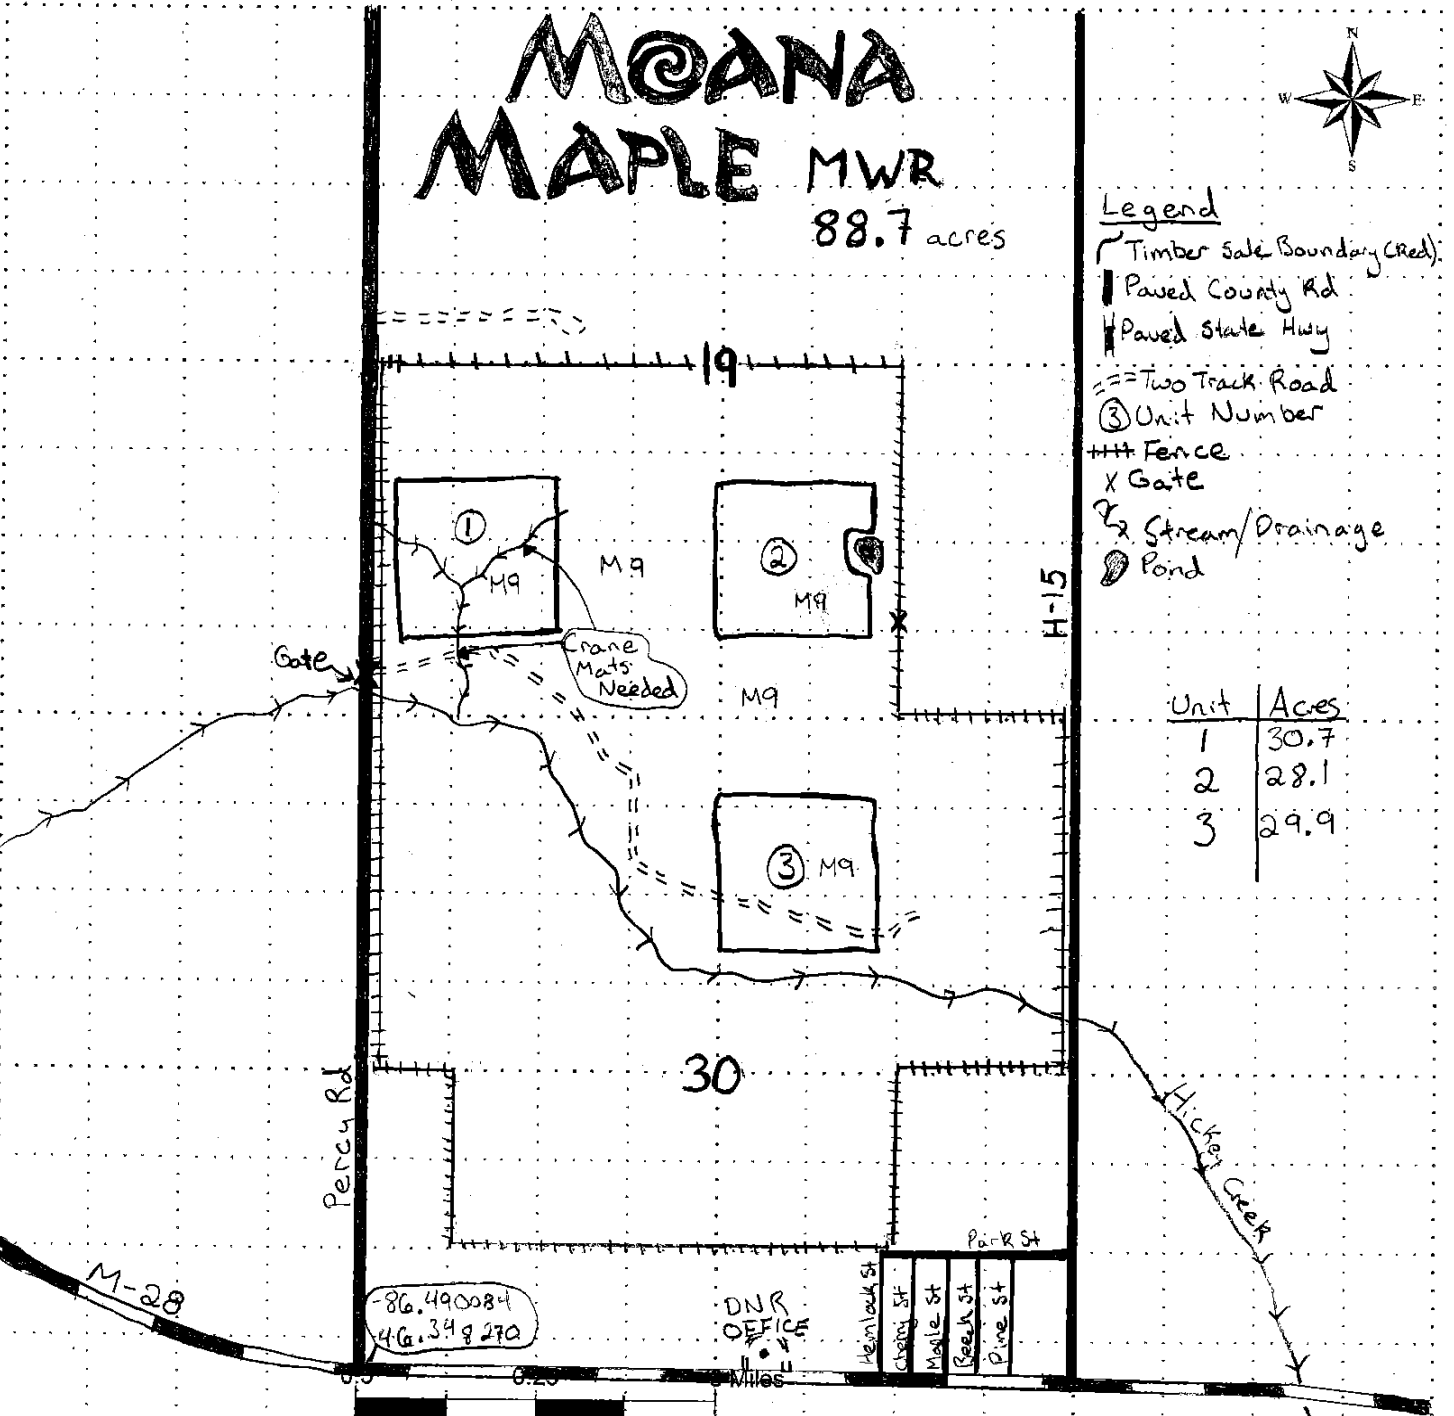 MOANA
MAPLE MWR
88.7 acres
N
W E
S
Legend
Timber Sale Boundary (Red)
Paved County Rd
Paved State Hwy
Two Track Road
3 Unit Number
Fence
X Gate
Stream/Drainage
Pond
19
1
M9
M9
2
M9
H-15
Gate
Crane
Mats
Needed
M9
Unit Acres
1 30.7
2 28.1
3 29.9
3 M9
30
Percy Rd
Hickey Creek
M-28
-86.490084
46.348270
DNR
OFFICE
Park St
Hemlock St
Cherry St
Maple St
Beech St
Pine St
0.5 0.25 Miles